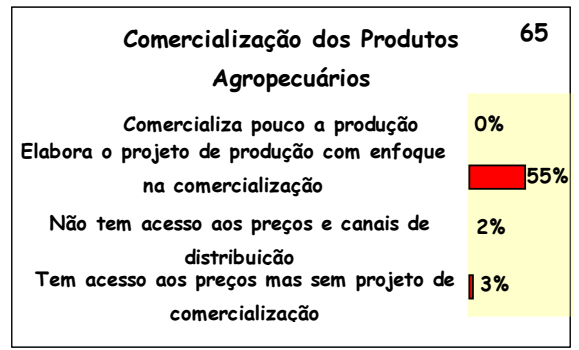 Comercialização dos Produtos 65
Agropecuários
Comercializa pouco a produção 0%
Elabora o projeto de produção com enfoque
na comercialização 55%
Não tem acesso aos preços e canais de
distribuicão 2%
Tem acesso aos preços mas sem projeto de
comercialização 3%